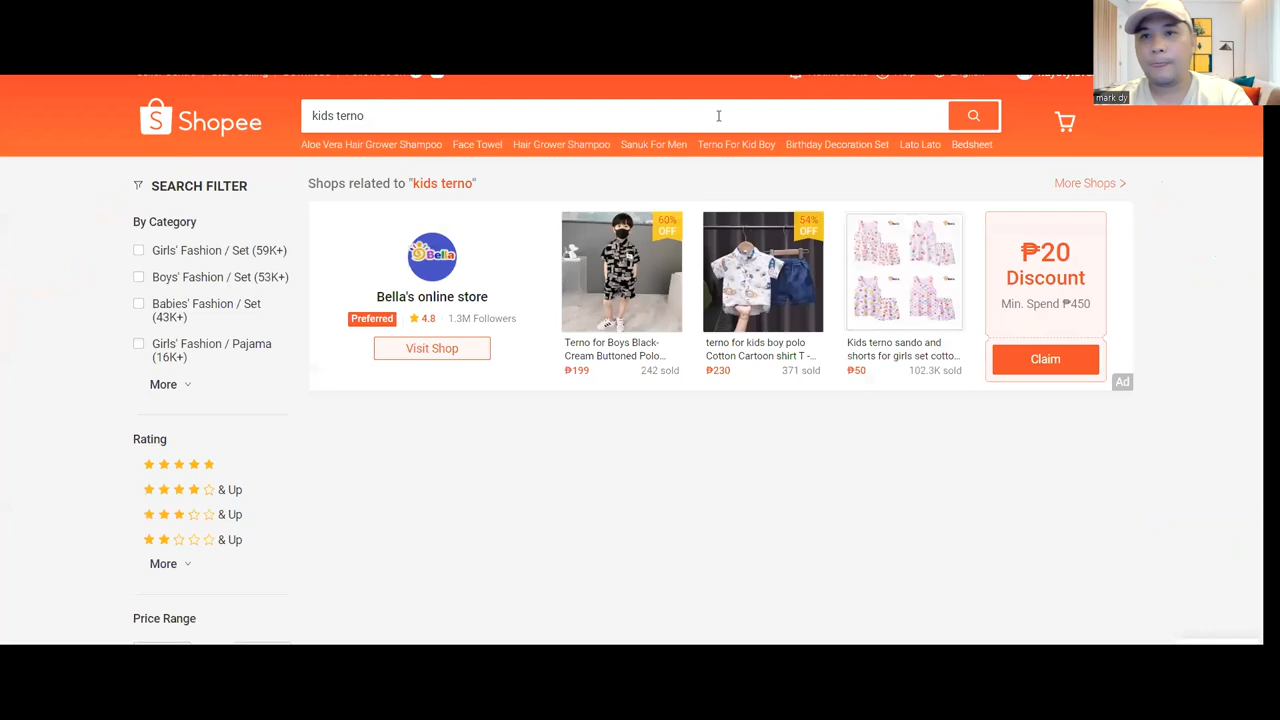 mark dy
Shopee
kids terno
Aloe Vera Hair Grower Shampoo Face Towel Hair Grower Shampoo Sanuk For Men Terno For Kid Boy Birthday Decoration Set Lato Lato Bedsheet
SEARCH FILTER
By Category
Girls' Fashion / Set (59K+)
Boys' Fashion / Set (53K+)
Babies' Fashion / Set
(43K+)
Girls' Fashion / Pajama
(16K+)
More
Rating
& Up
& Up
& Up
More
Price Range
Shops related to "kids terno"
More Shops >
Bella
Bella's online store
Preferred 4.8 1.3M Followers
Visit Shop
60%
OFF
Terno for Boys Black-
Cream Buttoned Polo...
₱199 242 sold
54%
OFF
terno for kids boy polo
Cotton Cartoon shirt T -...
₱230 371 sold
Kids terno sando and
shorts for girls set cotto...
₱50 102.3K sold
₱20
Discount
Min. Spend ₱450
Claim
Ad